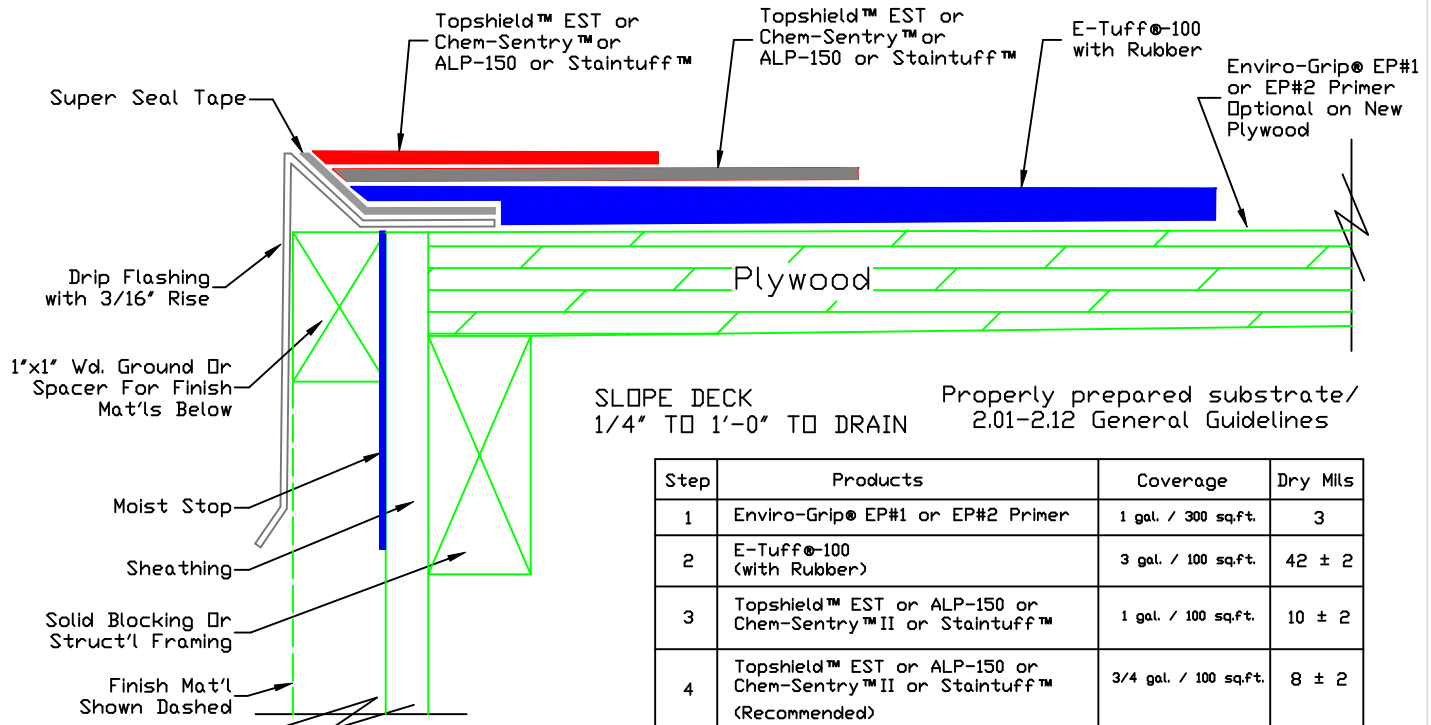 Topshield™ EST or
Chem-Sentry™ or
ALP-150 or Staintuff™
Topshield™ EST or
Chem-Sentry™ or
ALP-150 or Staintuff™
E-Tuff®-100
with Rubber
Enviro-Grip® EP#1
or EP#2 Primer
Optional on New
Plywood
Super Seal Tape
Drip Flashing
with 3/16" Rise
Plywood
1"x1" Wd. Ground Or
Spacer For Finish
Mat'ls Below
SLOPE DECK
1/4" TO 1'-0" TO DRAIN
Properly prepared substrate/
2.01-2.12 General Guidelines
Moist Stop
Sheathing
Solid Blocking Or
Struct'l Framing
Finish Mat'l
Shown Dashed
Step Products Coverage Dry Mils
1 Enviro-Grip® EP#1 or EP#2 Primer 1 gal. / 300 sq.ft. 3
2 E-Tuff®-100
(with Rubber) 3 gal. / 100 sq.ft. 42 ± 2
3 Topshield™ EST or ALP-150 or
Chem-Sentry™II or Staintuff™ 1 gal. / 100 sq.ft. 10 ± 2
4 Topshield™ EST or ALP-150 or
Chem-Sentry™II or Staintuff™ 3/4 gal. / 100 sq.ft. 8 ± 2
(Recommended)